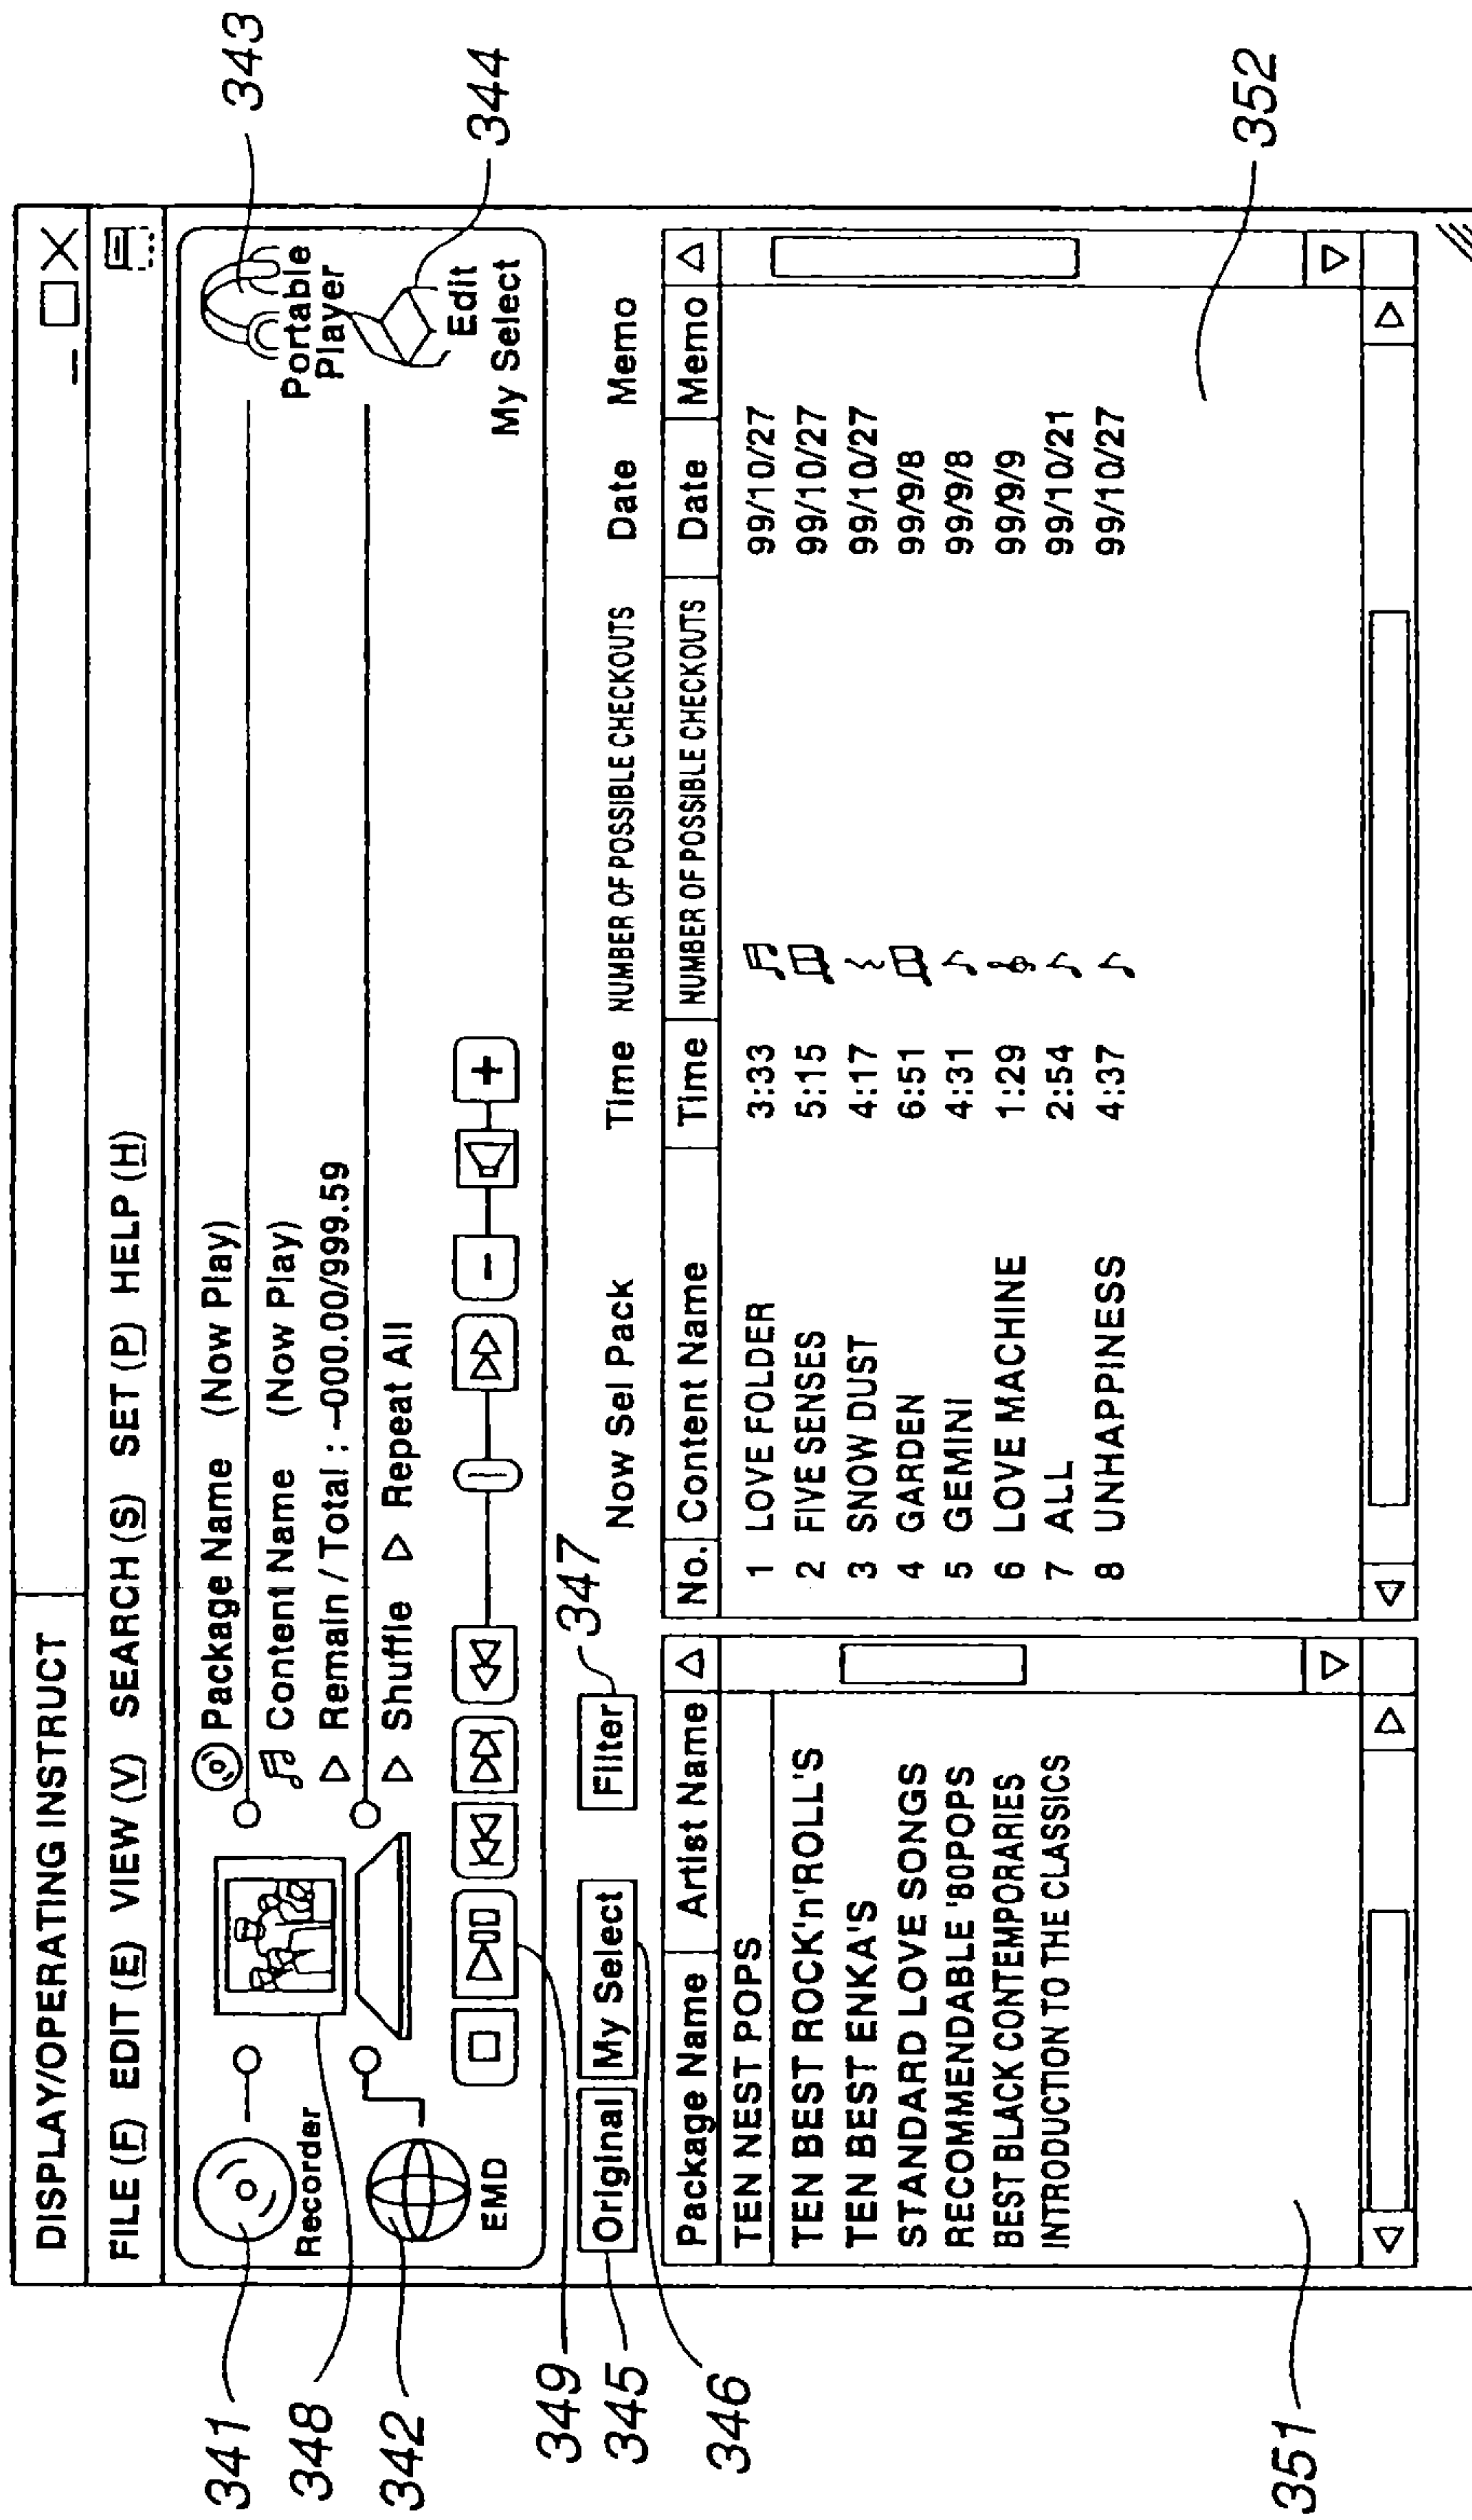 DISPLAY/OPERATING INSTRUCT
FILE (F) EDIT (E) VIEW (V) SEARCH (S) SET (P) HELP (H)
341
348
342
Recorder
EMD
Package Name (Now Play)
Content Name (Now Play)
Remain / Total : -000.00/999.59
Shuffle Repeat All
- +
Portable
Player
Edit
My Select
343
344
349
345
346
Original My Select Filter 347
Now Sel Pack Time NUMBER OF POSSIBLE CHECKOUTS Date Memo
Package Name Artist Name
TEN NEST POPS
TEN BEST ROCK'n'ROLL'S
TEN BEST ENKA'S
STANDARD LOVE SONGS
RECOMMENDABLE '80POPS
BEST BLACK CONTEMPORARIES
INTRODUCTION TO THE CLASSICS
351
No. Content Name Time NUMBER OF POSSIBLE CHECKOUTS Date Memo
1 LOVE FOLDER 3:33 99/10/27
2 FIVE SENSES 5:15 99/10/27
3 SNOW DUST 4:17 99/10/27
4 GARDEN 6:51 99/9/8
5 GEMINI 4:31 99/9/8
6 LOVE MACHINE 1:29 99/9/9
7 ALL 2:54 99/10/21
8 UNHAPPINESS 4:37 99/10/27
352